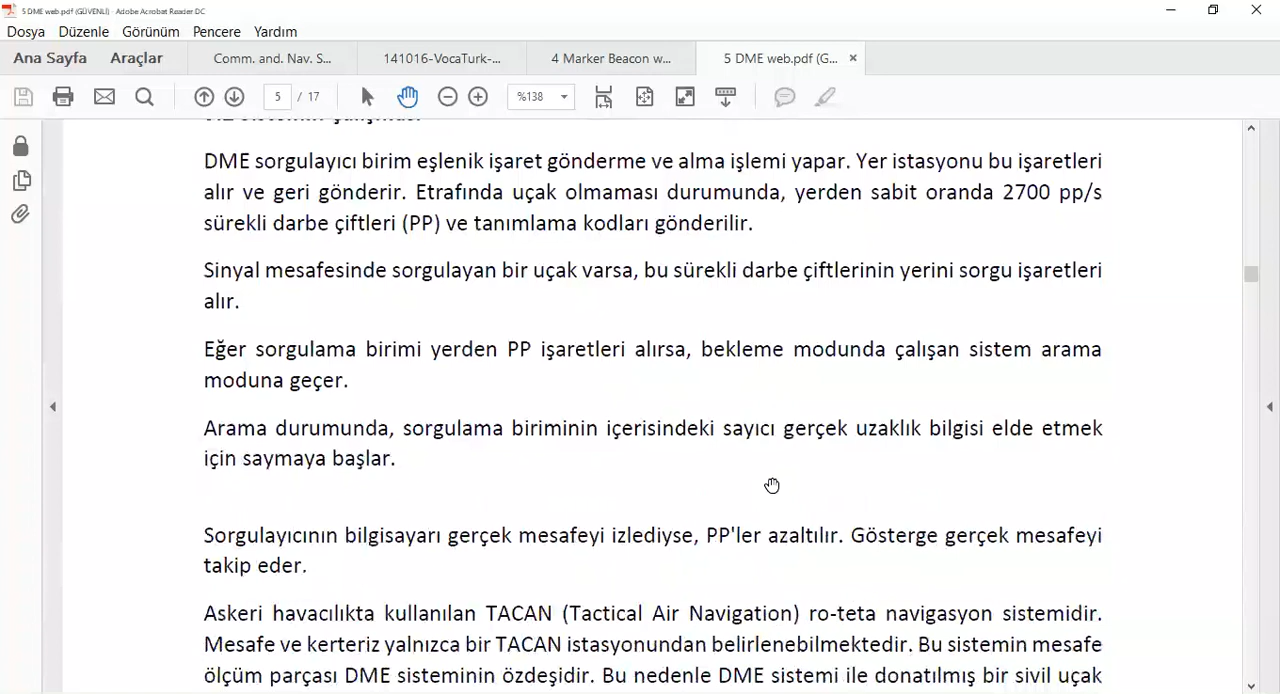 5 DME web.pdf (GÜVENLİ) - Adobe Acrobat Reader DC
Dosya Düzenle Görünüm Pencere Yardım
Ana Sayfa Araçlar Comm. and. Nav. S... 141016-VocaTurk-... 4 Marker Beacon w... 5 DME web.pdf (G... ×
5 / 17 %138
DME sorgulayıcı birim eşlenik işaret gönderme ve alma işlemi yapar. Yer istasyonu bu işaretleri
alır ve geri gönderir. Etrafında uçak olmaması durumunda, yerden sabit oranda 2700 pp/s
sürekli darbe çiftleri (PP) ve tanımlama kodları gönderilir.
Sinyal mesafesinde sorgulayan bir uçak varsa, bu sürekli darbe çiftlerinin yerini sorgu işaretleri
alır.
Eğer sorgulama birimi yerden PP işaretleri alırsa, bekleme modunda çalışan sistem arama
moduna geçer.
Arama durumunda, sorgulama biriminin içerisindeki sayıcı gerçek uzaklık bilgisi elde etmek
için saymaya başlar.
Sorgulayıcının bilgisayarı gerçek mesafeyi izlediyse, PP'ler azaltılır. Gösterge gerçek mesafeyi
takip eder.
Askeri havacılıkta kullanılan TACAN (Tactical Air Navigation) ro-teta navigasyon sistemidir.
Mesafe ve kerteriz yalnızca bir TACAN istasyonundan belirlenebilmektedir. Bu sistemin mesafe
ölçüm parçası DME sisteminin özdeşidir. Bu nedenle DME sistemi ile donatılmış bir sivil uçak